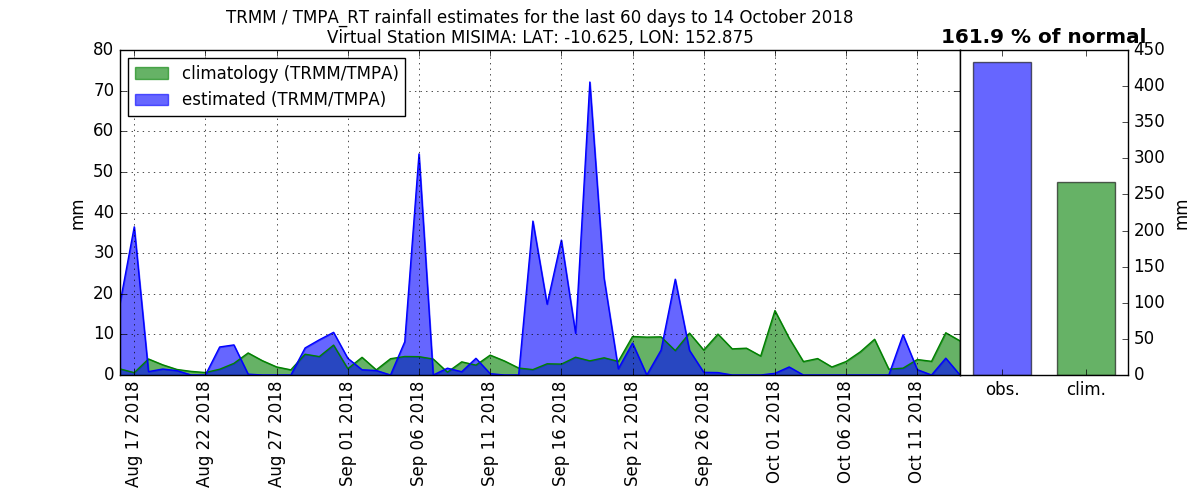 TRMM / TMPA_RT rainfall estimates for the last 60 days to 14 October 2018
Virtual Station MISIMA: LAT: -10.625, LON: 152.875
161.9 % of normal
climatology (TRMM/TMPA)
estimated (TRMM/TMPA)
80
70
60
50
40
30
20
10
0
mm
Aug 17 2018
Aug 22 2018
Aug 27 2018
Sep 01 2018
Sep 06 2018
Sep 11 2018
Sep 16 2018
Sep 21 2018
Sep 26 2018
Oct 01 2018
Oct 06 2018
Oct 11 2018
obs.
clim.
450
400
350
300
250
200
150
100
50
0
mm